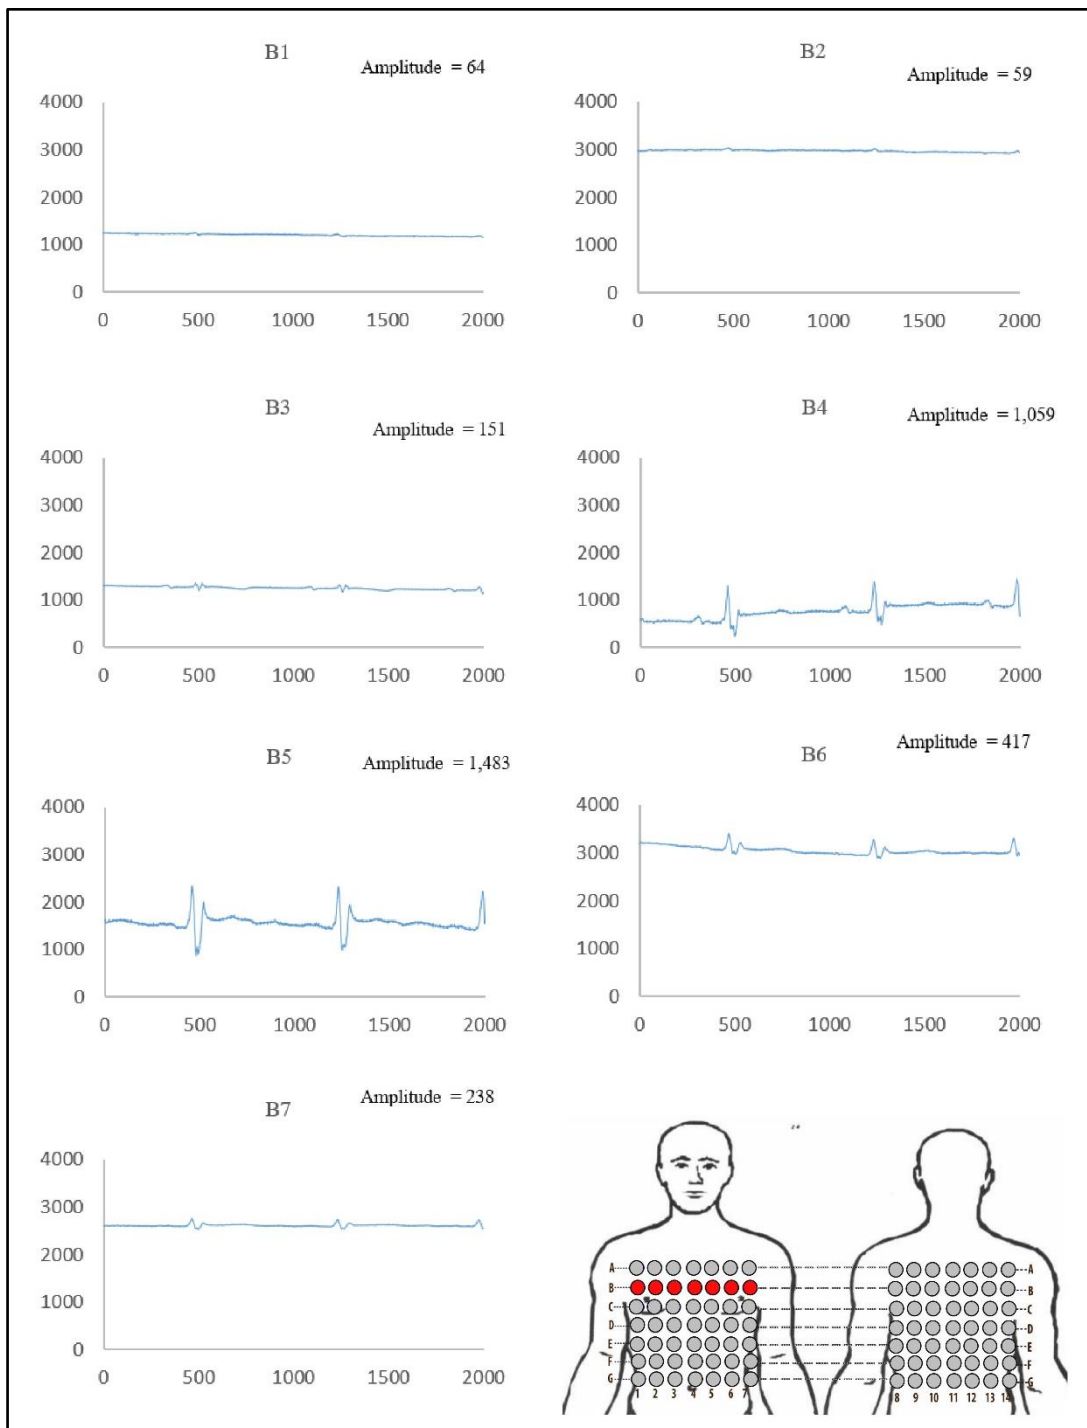 B1
Amplitude = 64
4000
3000
2000
1000
0
0 500 1000 1500 2000
B2
Amplitude = 59
4000
3000
2000
1000
0
0 500 1000 1500 2000
B3
Amplitude = 151
4000
3000
2000
1000
0
0 500 1000 1500 2000
B4
Amplitude = 1,059
4000
3000
2000
1000
0
0 500 1000 1500 2000
B5
Amplitude = 1,483
4000
3000
2000
1000
0
0 500 1000 1500 2000
B6
Amplitude = 417
4000
3000
2000
1000
0
0 500 1000 1500 2000
B7
Amplitude = 238
4000
3000
2000
1000
0
0 500 1000 1500 2000
A A
B B
C C
D D
E E
F F
G G
1 2 3 4 5 6 7 8 9 10 11 12 13 14